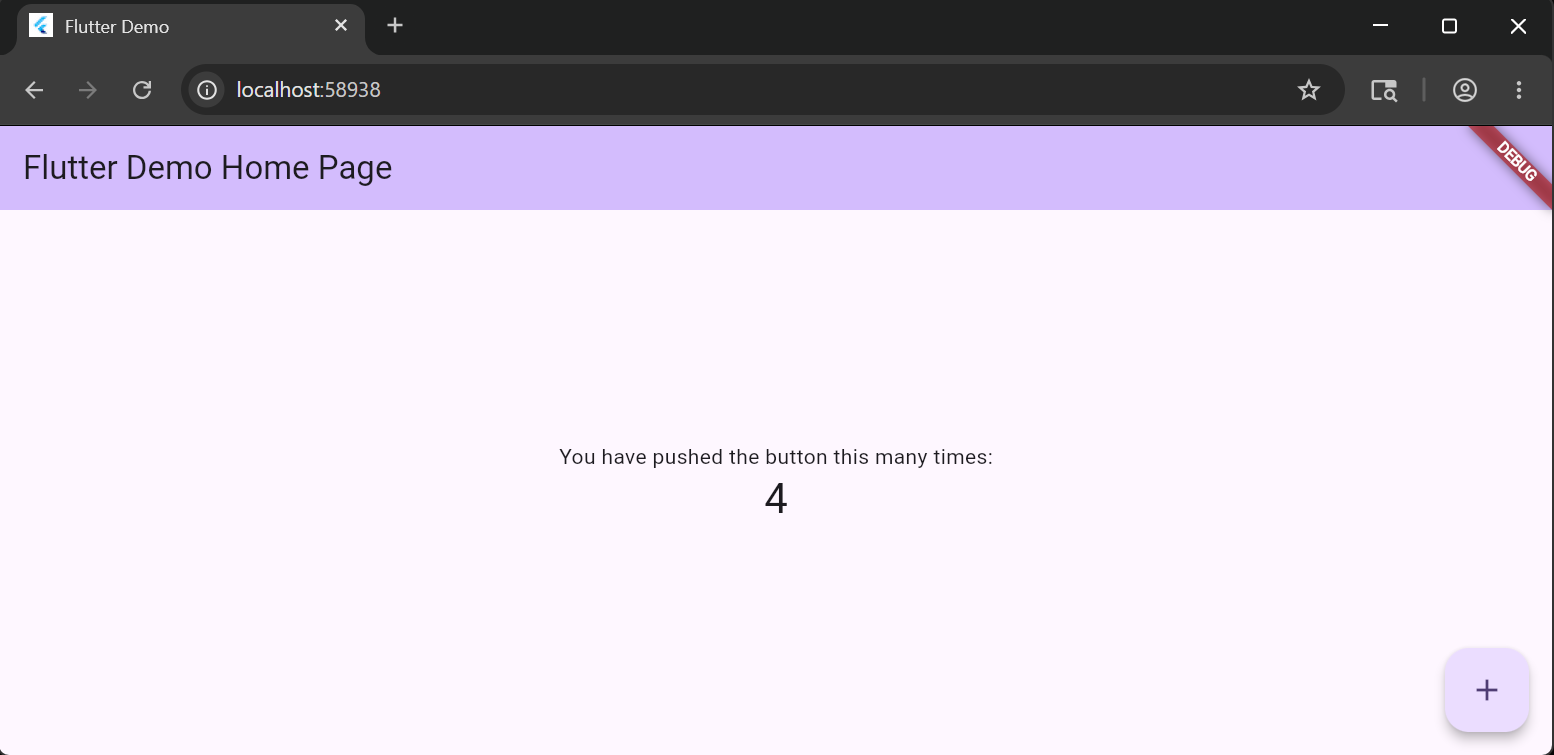 Flutter Demo
localhost:58938
Flutter Demo Home Page
DEBUG
You have pushed the button this many times:
4